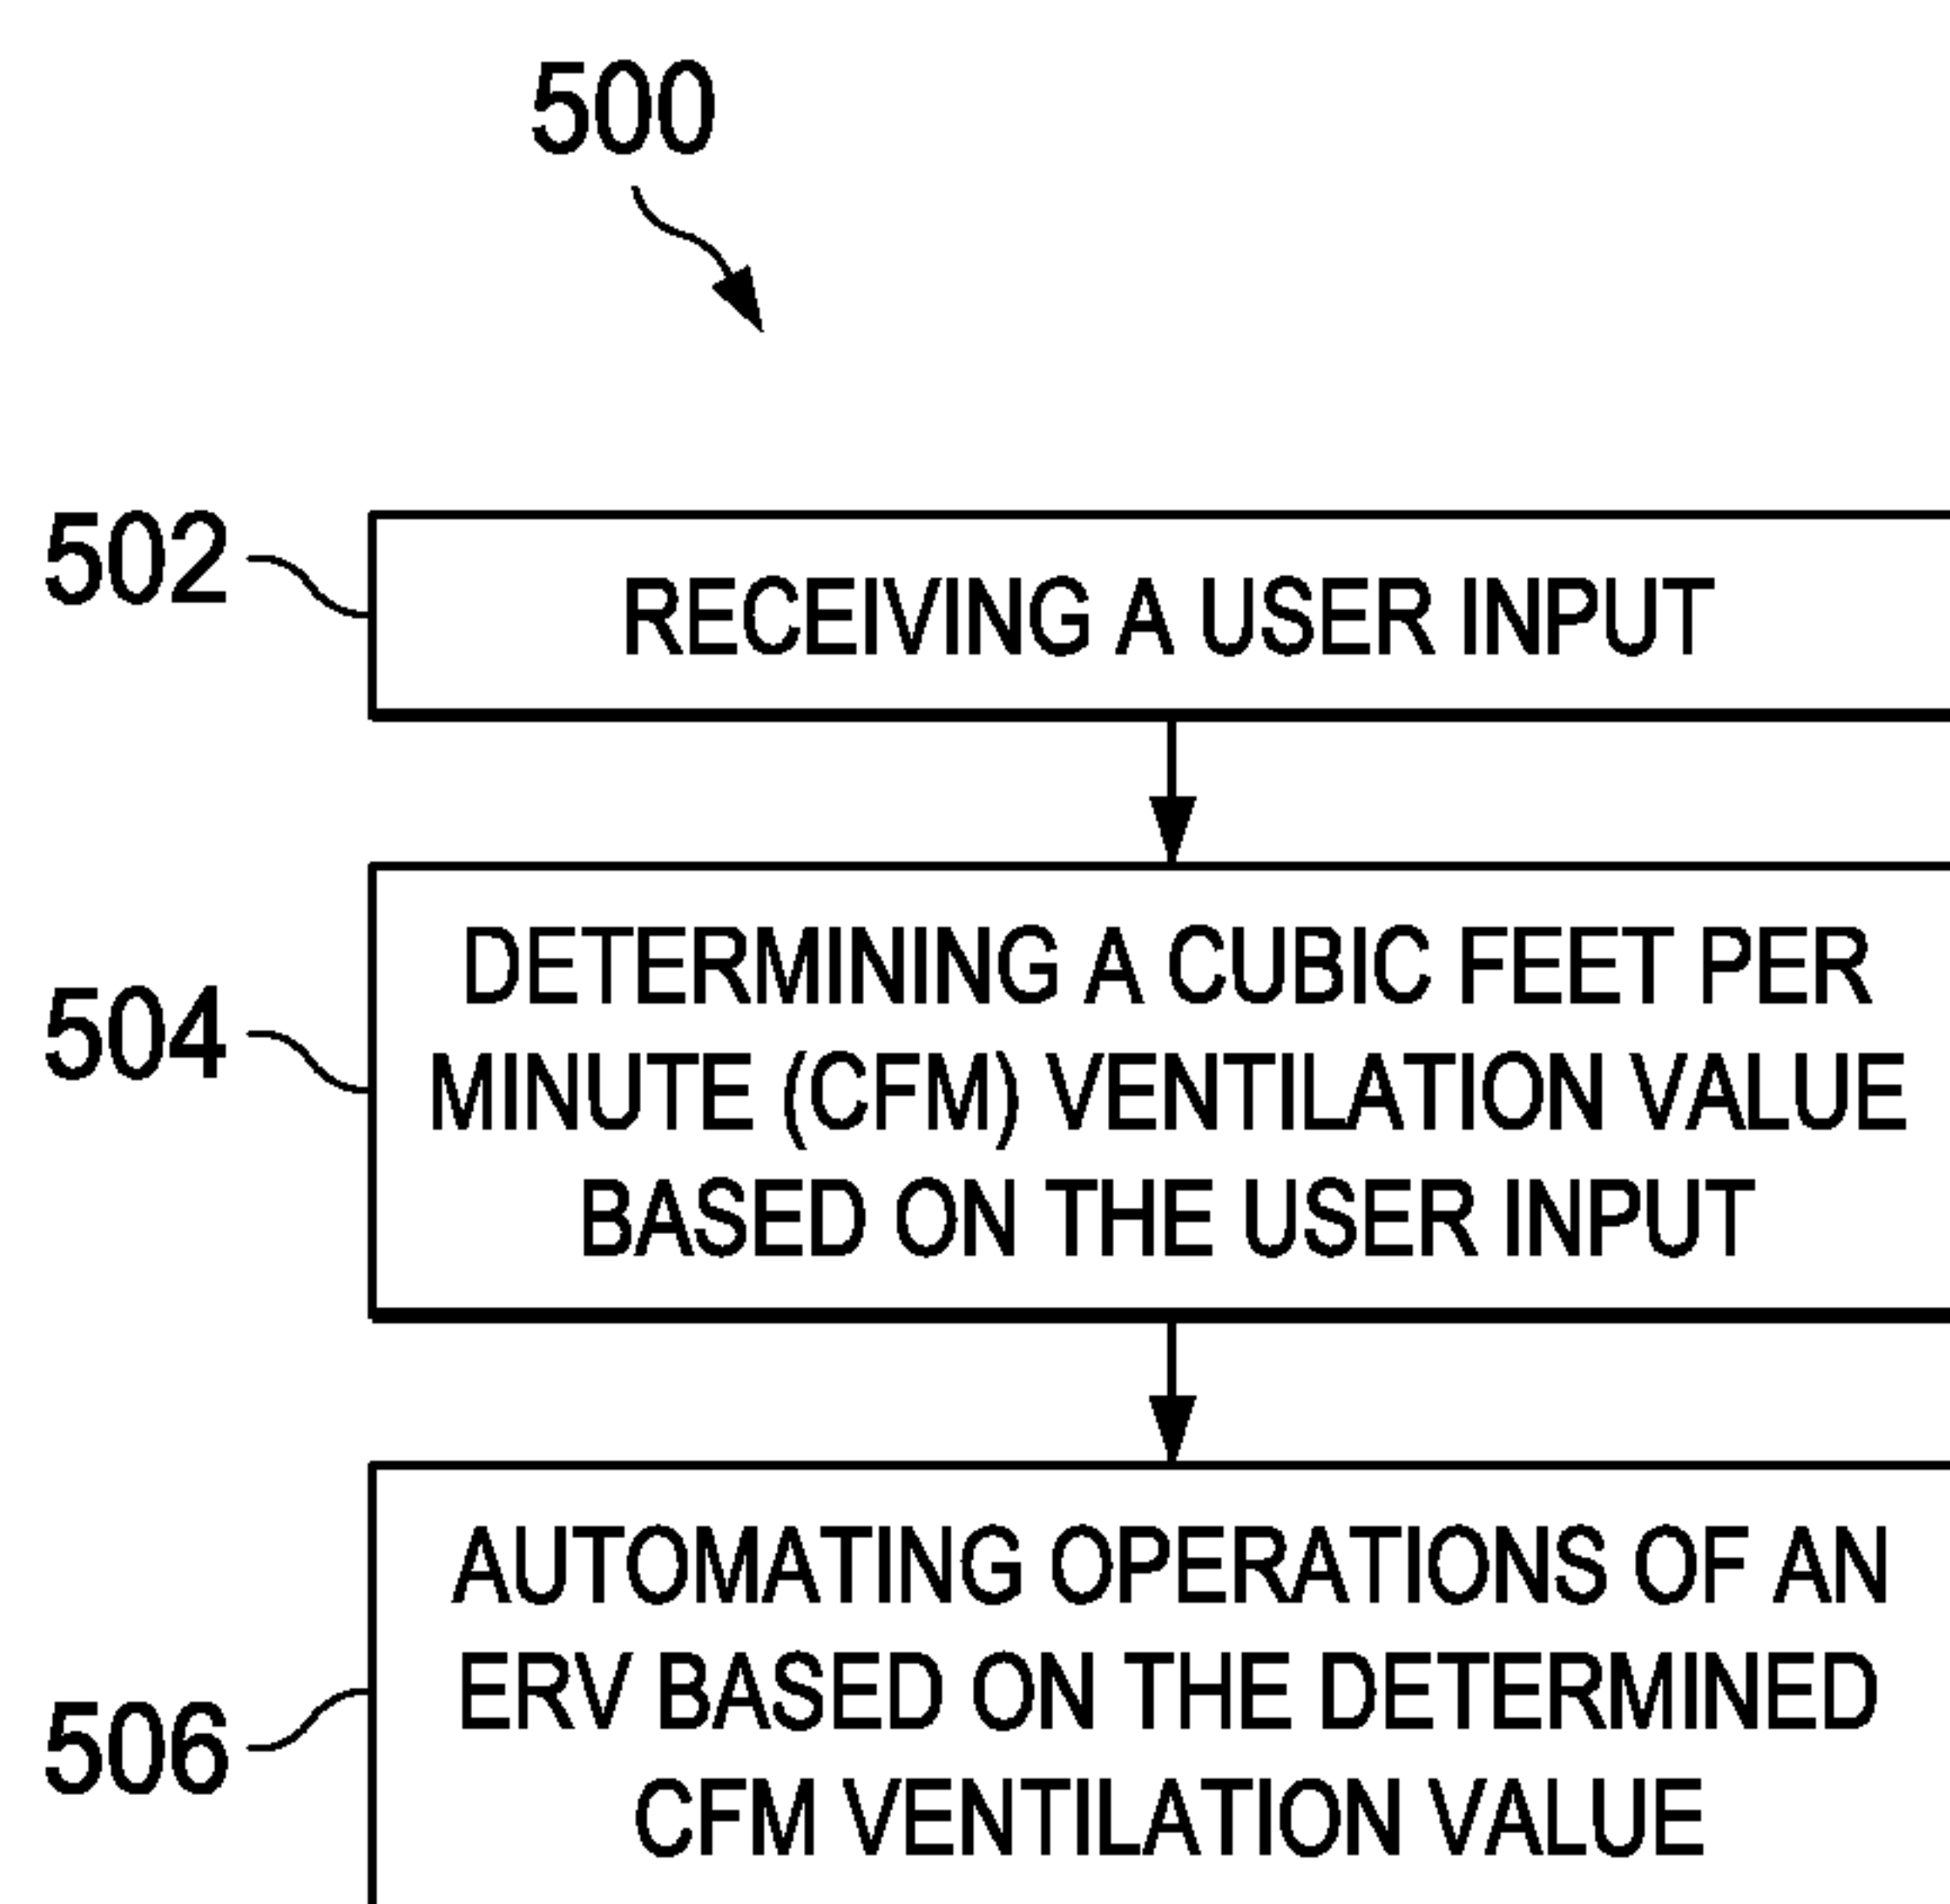 500
502
RECEIVING A USER INPUT
504
DETERMINING A CUBIC FEET PER
MINUTE (CFM) VENTILATION VALUE
BASED ON THE USER INPUT
506
AUTOMATING OPERATIONS OF AN
ERV BASED ON THE DETERMINED
CFM VENTILATION VALUE